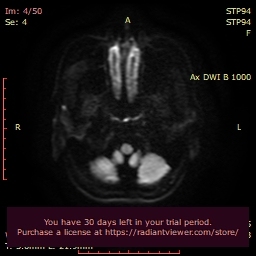 Im: 4/50
Se: 4
A
STP94
STP94
F
Ax DWI B 1000
R
L
You have 30 days left in your trial period.
Purchase a license at https://radiantviewer.com/store/